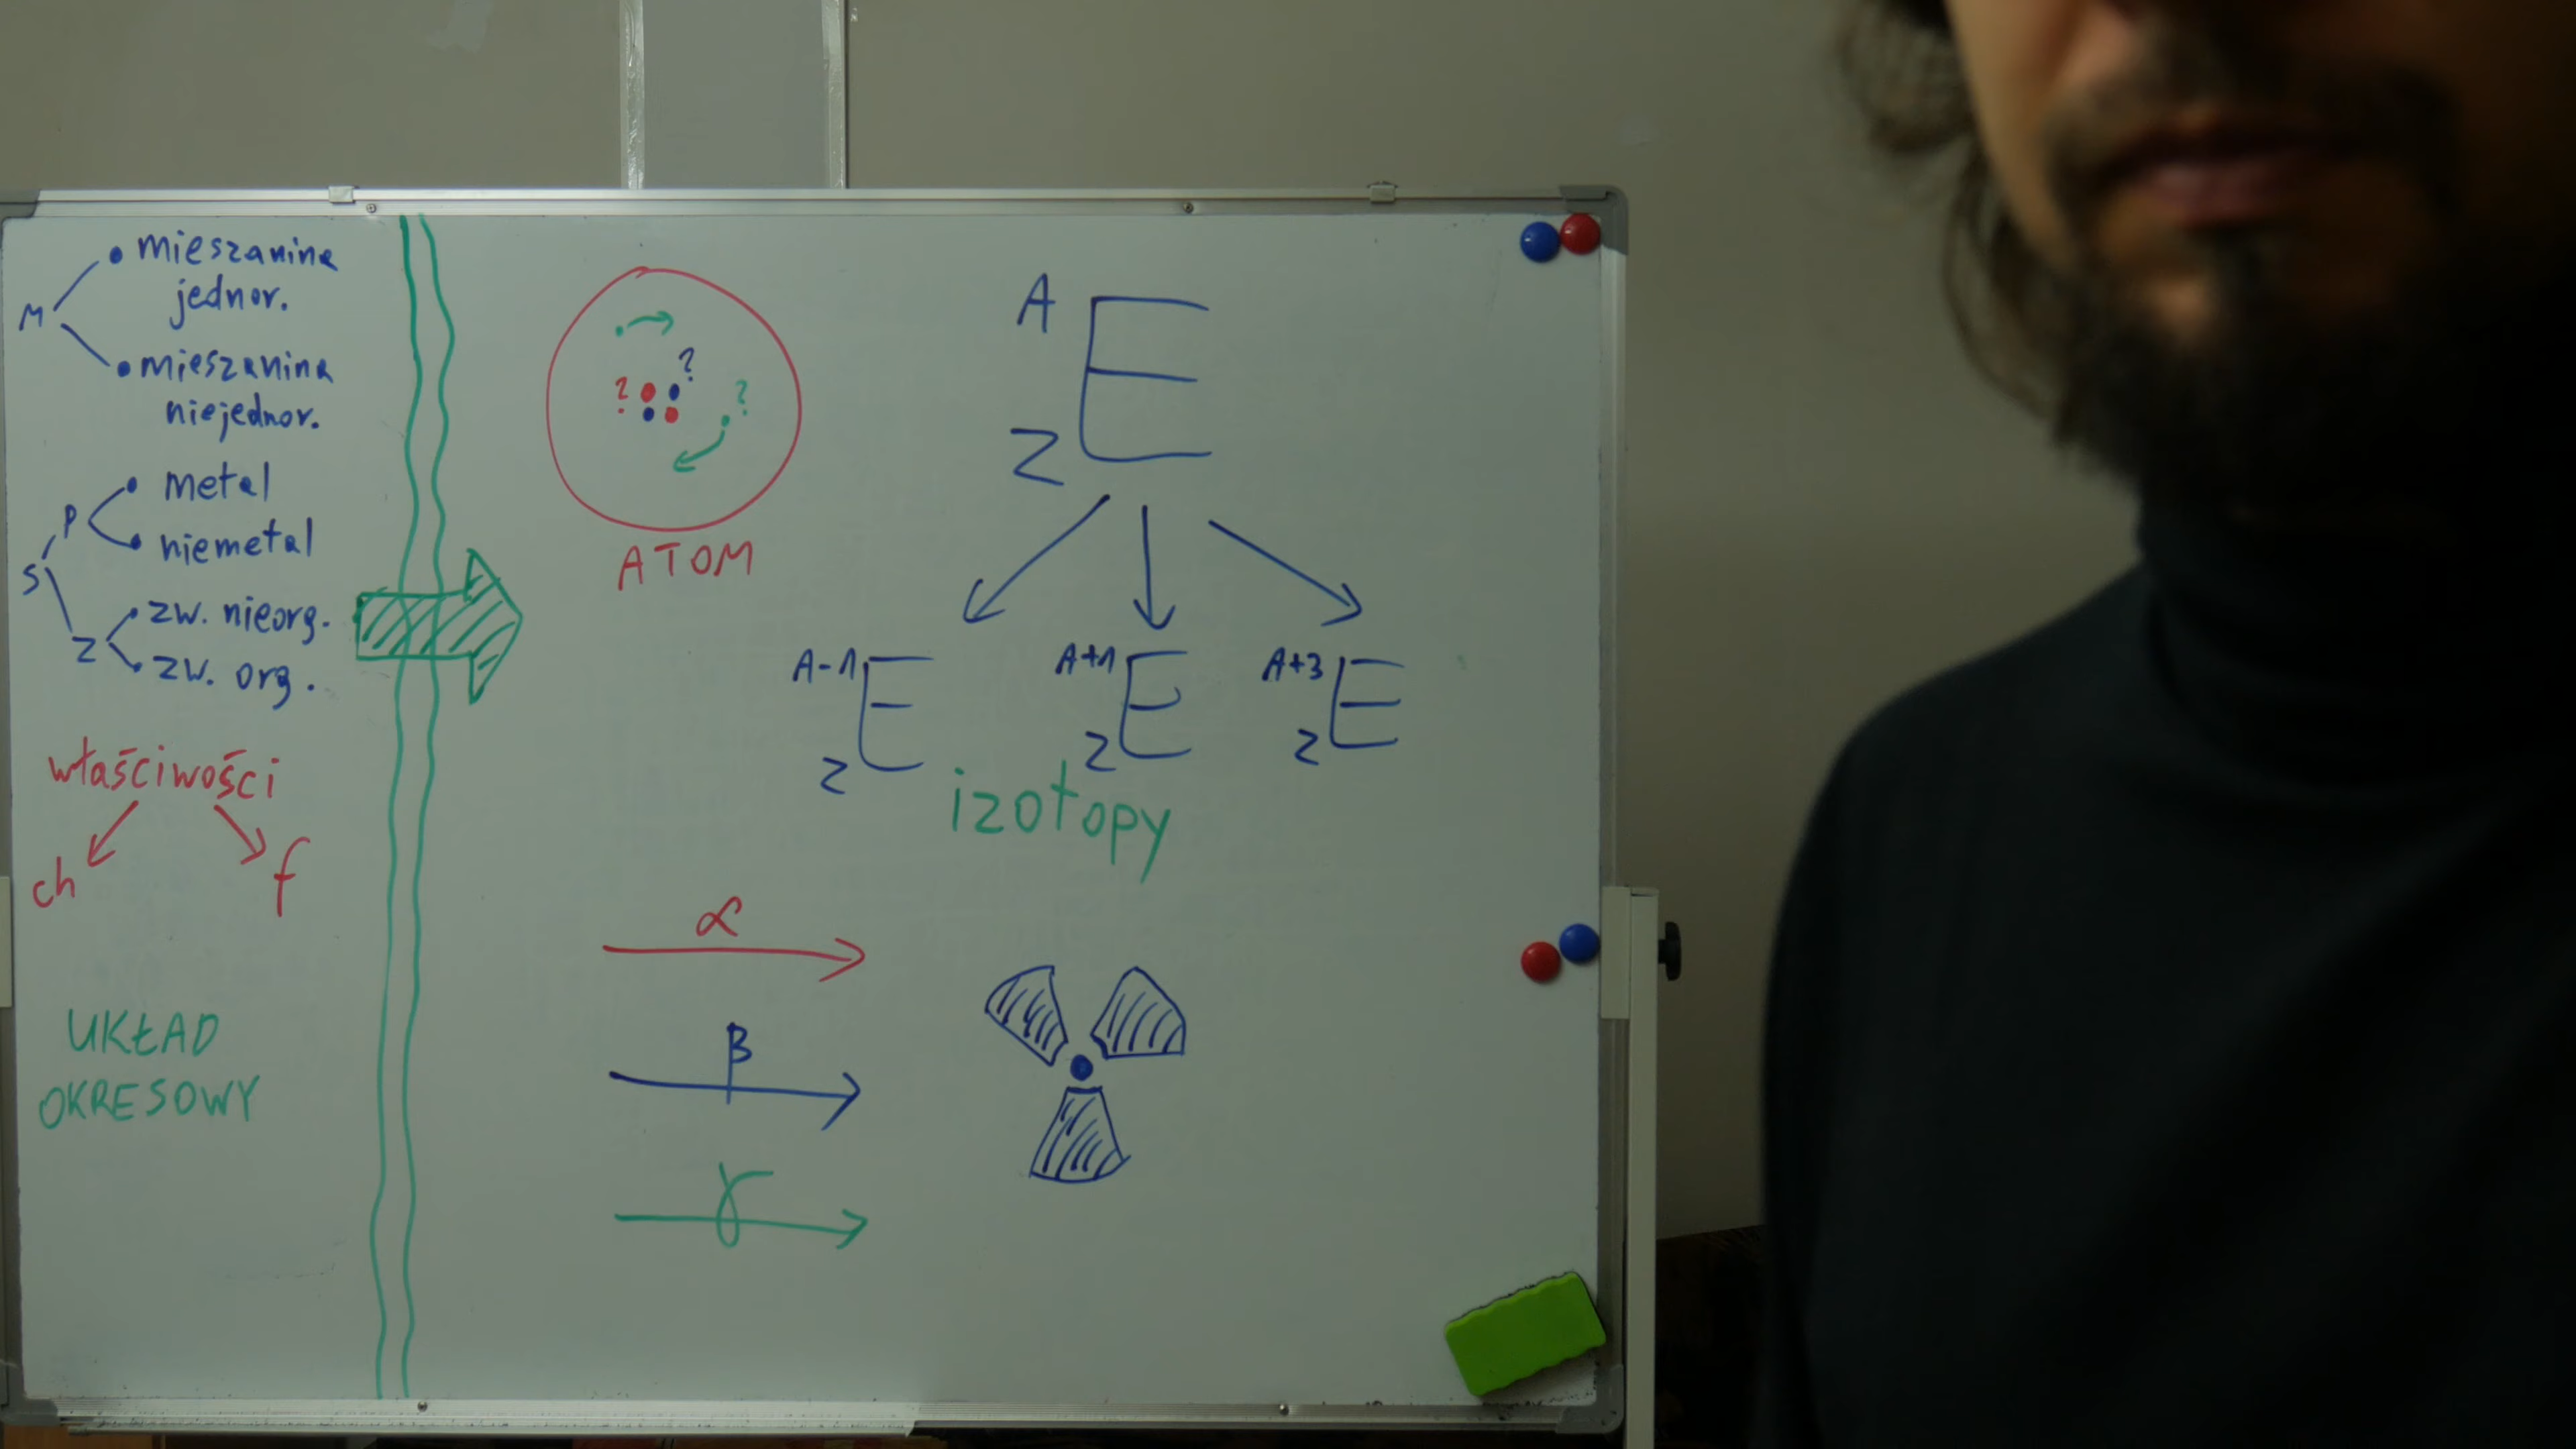 M
mieszanina
jednor.
mieszanina
niejednor.
S
P
metal
niemetal
Z
zw. nieorg.
zw. org.
właściwości
ch
f
UKŁAD
OKRESOWY
?
? ?
ATOM
A
E
Z
A-1 E
Z
A+1 E
Z
A+3 E
Z
izotopy
α
β
γ